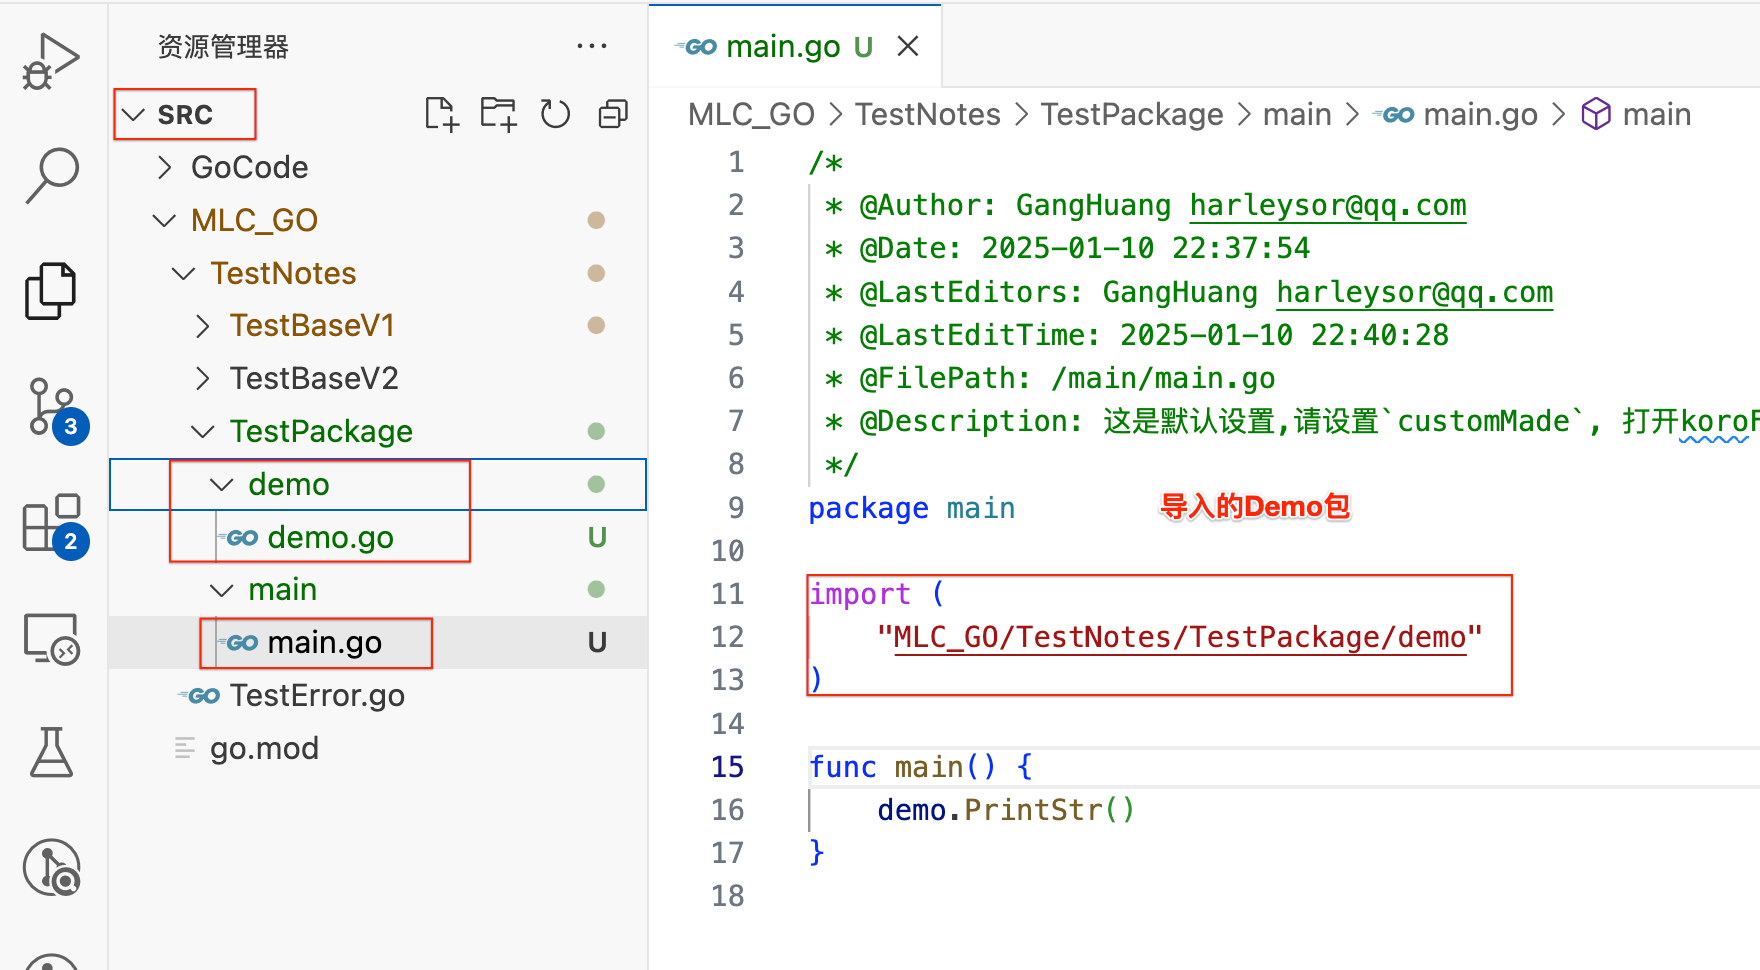 资源管理器
SRC
GoCode
MLC_GO
TestNotes
TestBaseV1
TestBaseV2
TestPackage
demo
GO demo.go U
main
GO main.go U
GO TestError.go
go.mod
3
2
GO main.go U
MLC_GO > TestNotes > TestPackage > main > GO main.go > main
1 /*
2 * @Author: GangHuang harleysor@qq.com
3 * @Date: 2025-01-10 22:37:54
4 * @LastEditors: GangHuang harleysor@qq.com
5 * @LastEditTime: 2025-01-10 22:40:28
6 * @FilePath: /main/main.go
7 * @Description: 这是默认设置,请设置`customMade`, 打开koroF
8 */
9 package main
导入的Demo包
10
11 import (
12 "MLC_GO/TestNotes/TestPackage/demo"
13 )
14
15 func main() {
16 demo.PrintStr()
17 }
18